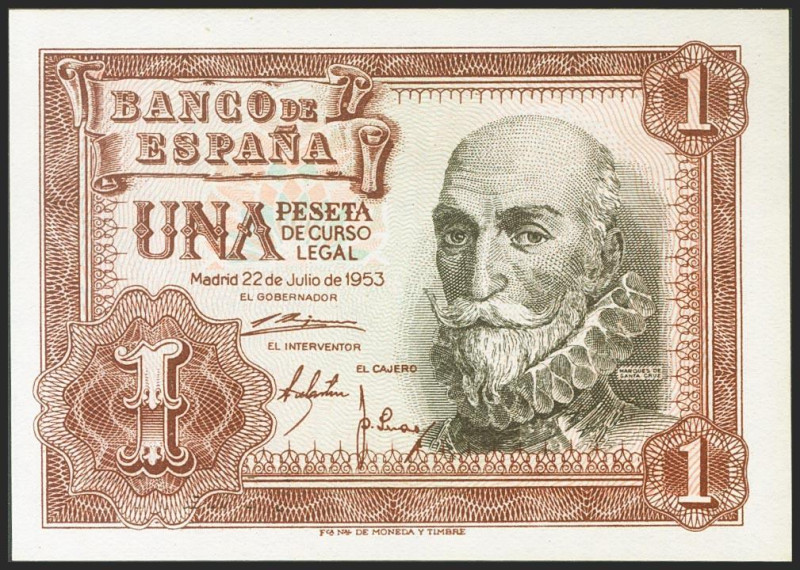 BANCO DE
ESPAÑA
1
UNA PESETA
DE CURSO
LEGAL
Madrid 22 de Julio de 1953
EL GOBERNADOR
EL INTERVENTOR
EL CAJERO
MARQUES DE
SANTA CRUZ
1
1
Fca. Nal. DE MONEDA Y TIMBRE